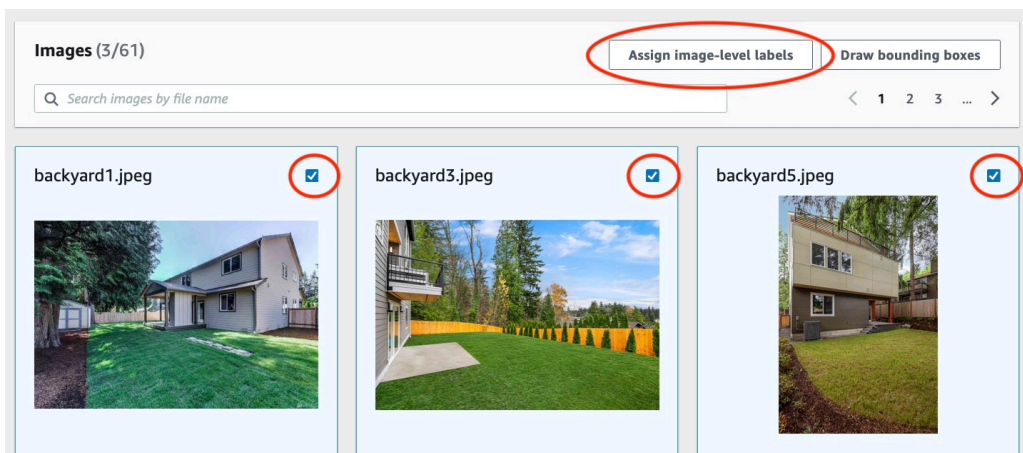 Images (3/61)
Assign image-level labels
Draw bounding boxes
Search images by file name
< 1 2 3 ... >
backyard1.jpeg
backyard3.jpeg
backyard5.jpeg